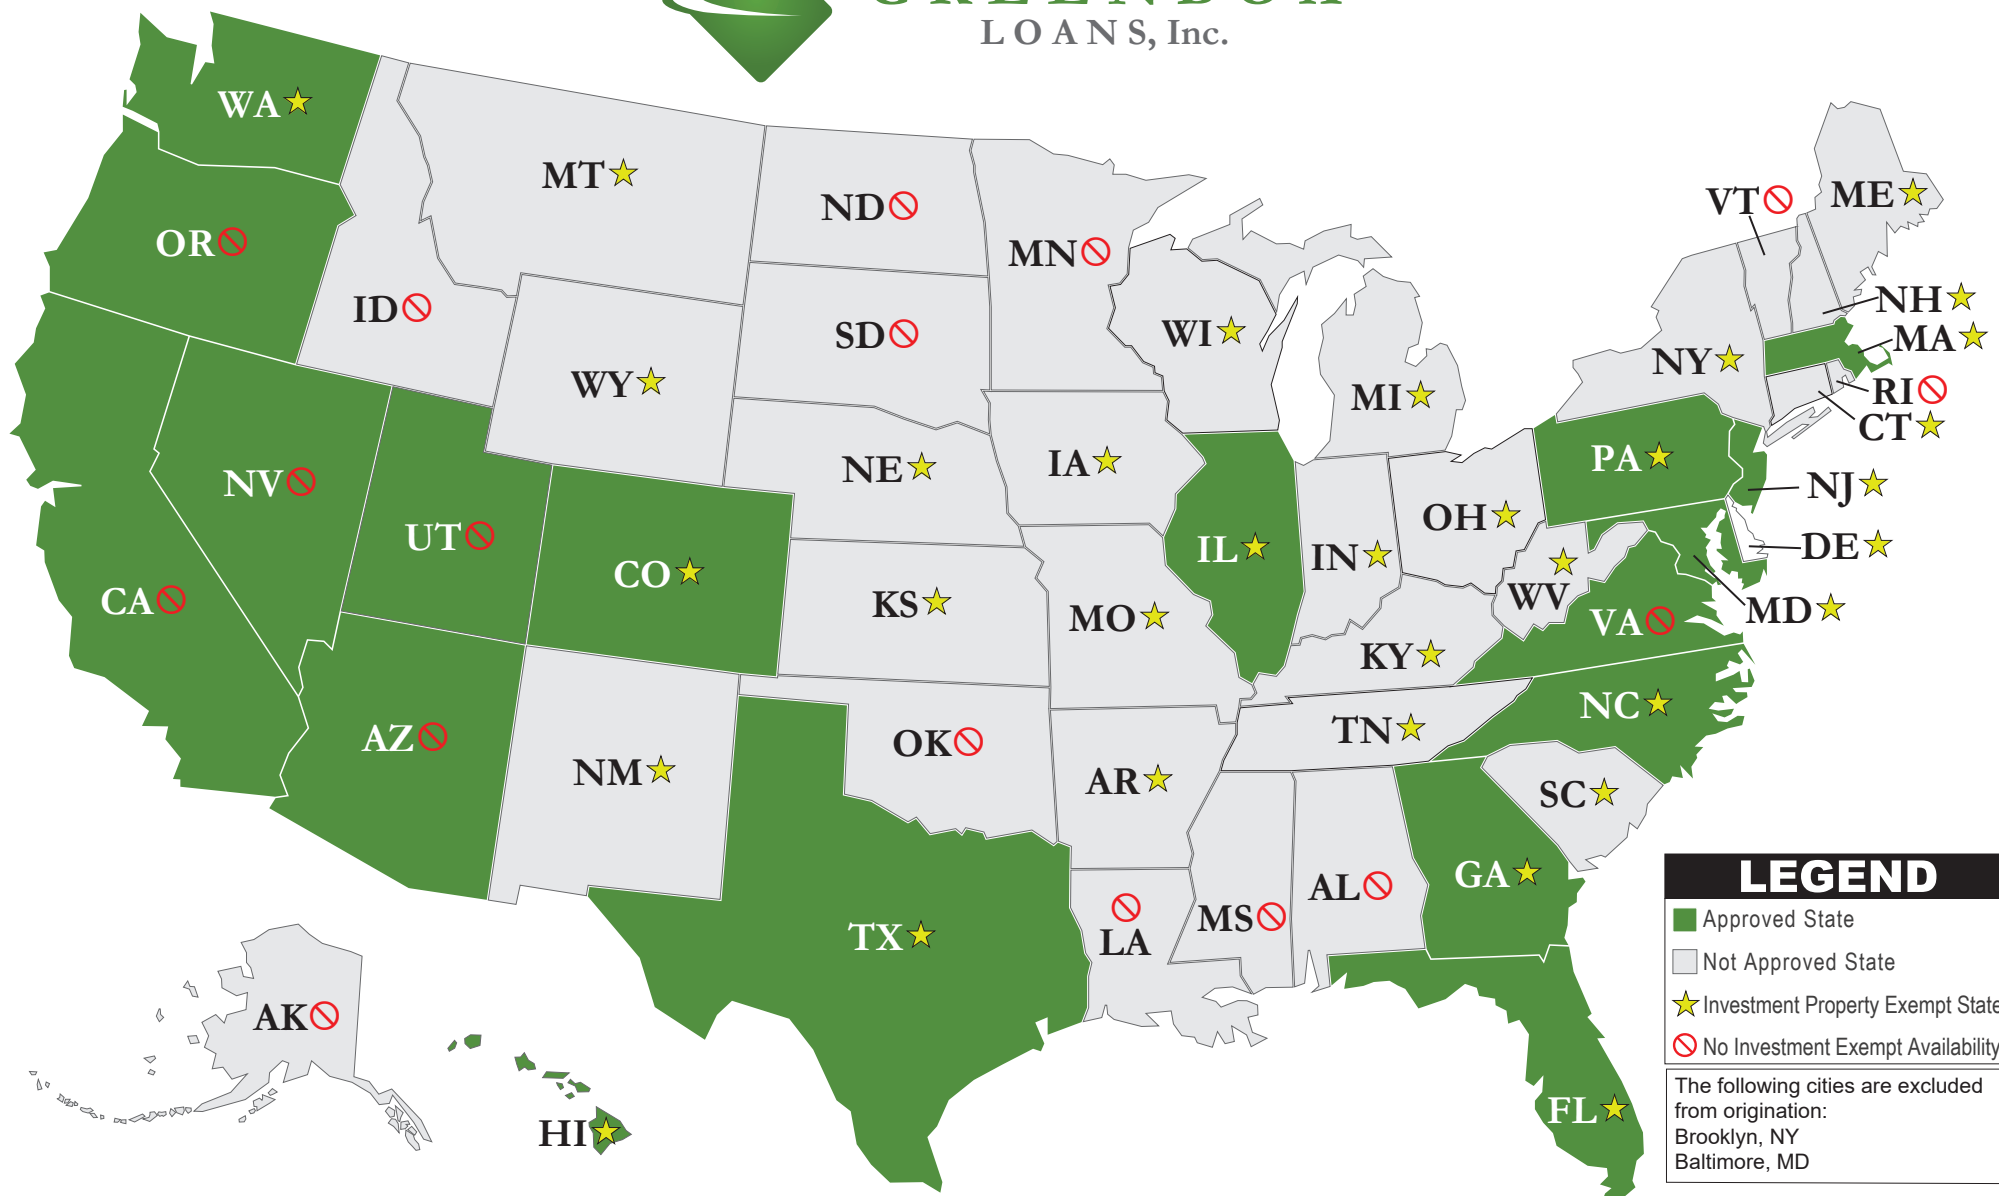 LOANS, Inc.
WA
MT
ND
MN
VT
ME
OR
ID
SD
WI
NH
MA
WY
NY
MI
RI
CT
NE
IA
PA
NV
NJ
UT
OH
CO
IL
IN
DE
CA
KS
MO
WV
VA
MD
KY
NC
AZ
OK
TN
NM
AR
SC
GA
TX
AL
MS
LA
AK
HI
FL
LEGEND
Approved State
Not Approved State
Investment Property Exempt State
No Investment Exempt Availability
The following cities are excluded
from origination:
Brooklyn, NY
Baltimore, MD